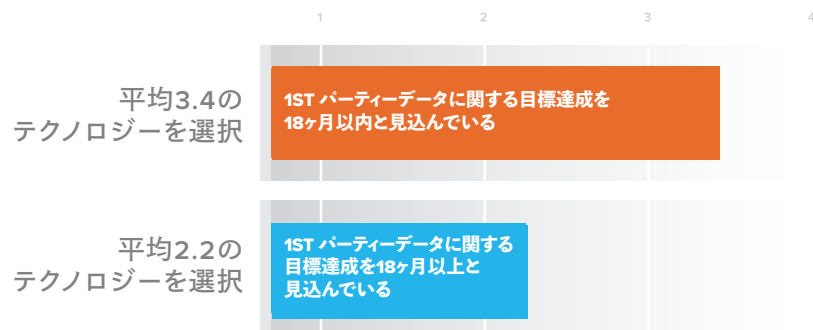 1 2 3 4
平均3.4の
テクノロジーを選択
1ST パーティーデータに関する目標達成を
18ヶ月以内と見込んでいる
平均2.2の
テクノロジーを選択
1ST パーティーデータに関する
目標達成を18ヶ月以上と
見込んでいる